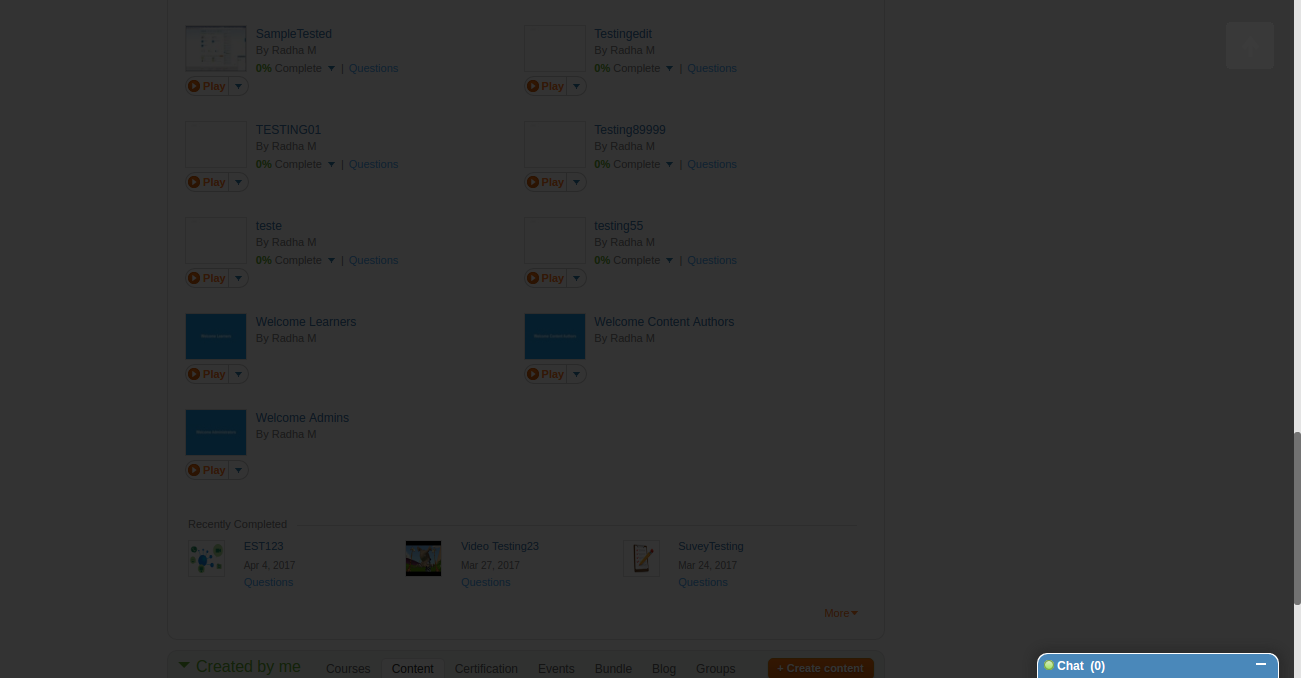 SampleTested
By Radha M
0% Complete | Questions
Play
Testingedit
By Radha M
0% Complete | Questions
Play
TESTING01
By Radha M
0% Complete | Questions
Play
Testing89999
By Radha M
0% Complete | Questions
Play
teste
By Radha M
0% Complete | Questions
Play
testing55
By Radha M
0% Complete | Questions
Play
Welcome Learners
By Radha M
Play
Welcome Content Authors
By Radha M
Play
Welcome Admins
By Radha M
Play
Recently Completed
EST123
Apr 4, 2017
Questions
Video Testing23
Mar 27, 2017
Questions
SuveyTesting
Mar 24, 2017
Questions
More
Created by me Courses Content Certification Events Bundle Blog Groups + Create content
Chat (0)